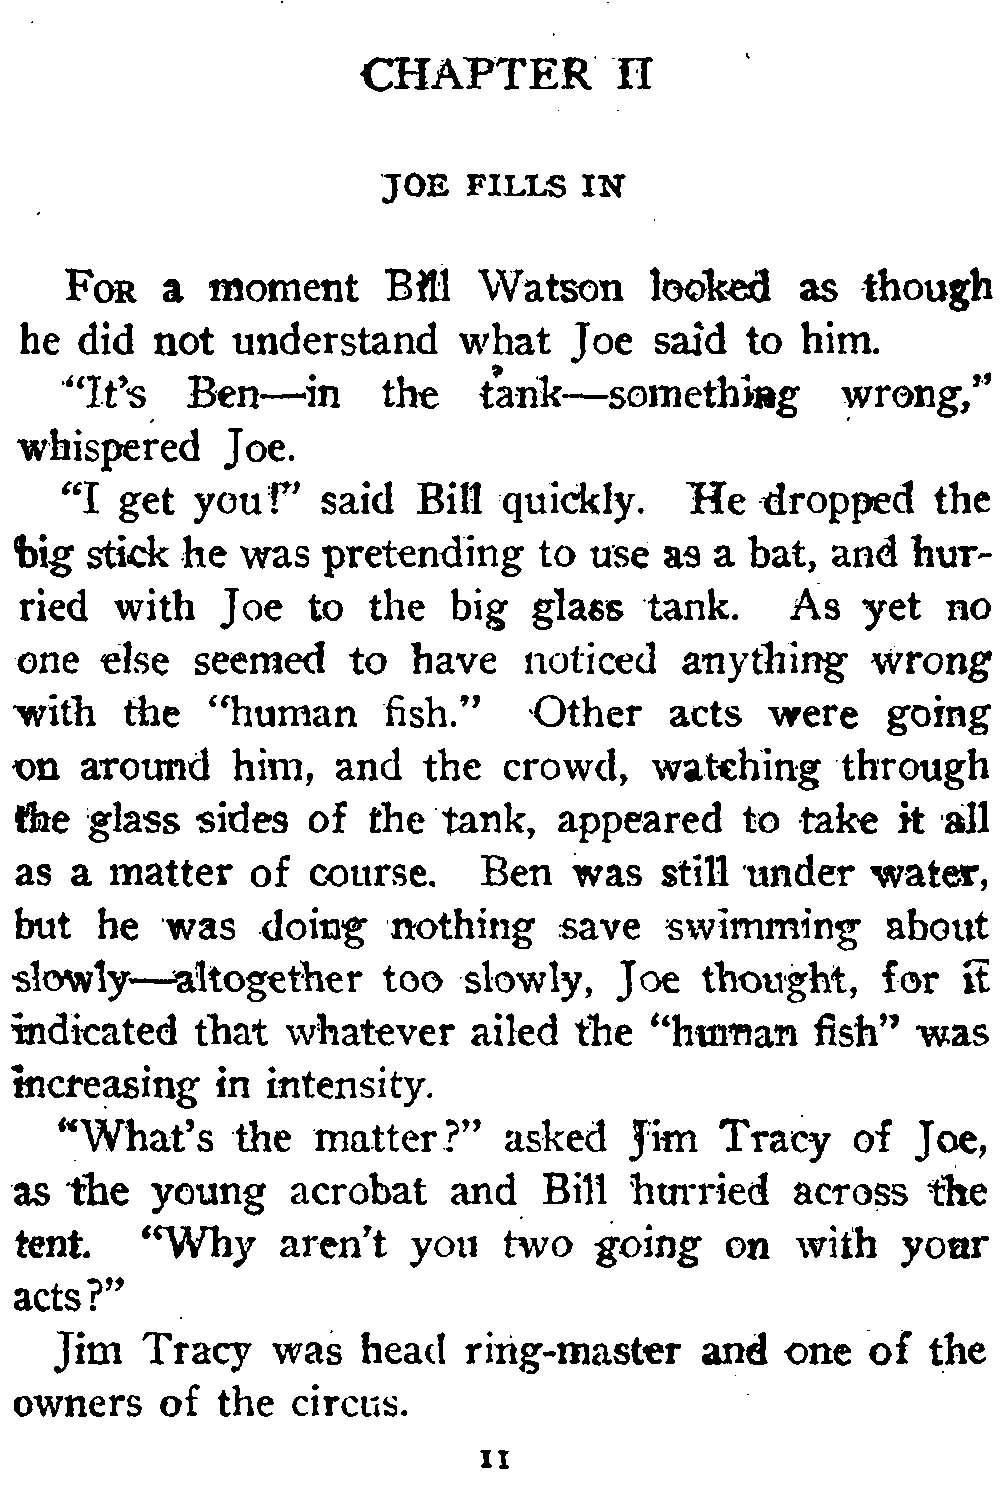 CHAPTER II
JOE FILLS IN
FOR a moment Bill Watson looked as though
he did not understand what Joe said to him.
“It’s Ben—in the tank—something wrong,”
whispered Joe.
“I get you!” said Bill quickly. He dropped the
big stick he was pretending to use as a bat, and hur-
ried with Joe to the big glass tank. As yet no
one else seemed to have noticed anything wrong
with the “human fish.” Other acts were going
on around him, and the crowd, watching through
the glass sides of the tank, appeared to take it all
as a matter of course. Ben was still under water,
but he was doing nothing save swimming about
slowly—altogether too slowly, Joe thought, for it
indicated that whatever ailed the “human fish” was
increasing in intensity.
“What’s the matter?” asked Jim Tracy of Joe,
as the young acrobat and Bill hurried across the
tent. “Why aren’t you two going on with your
acts?”
Jim Tracy was head ring-master and one of the
owners of the circus.
11